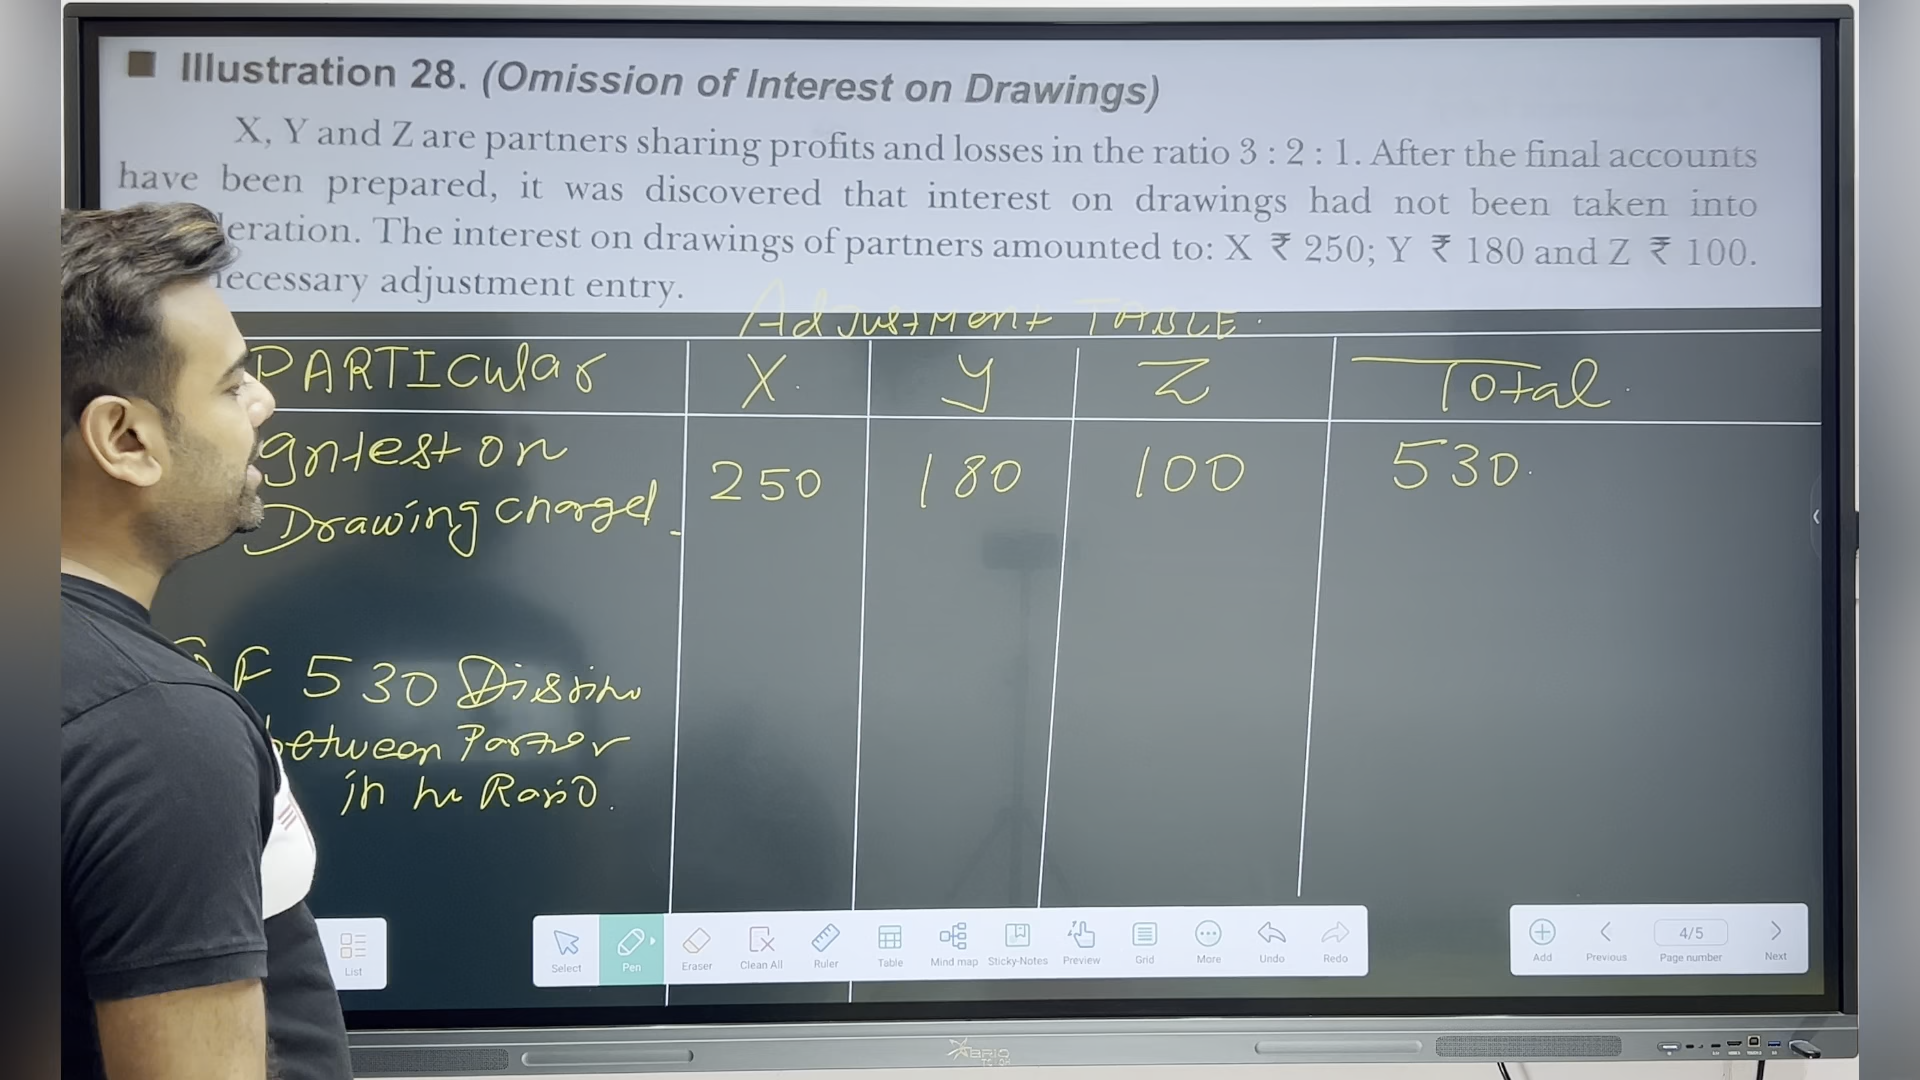 Illustration 28. (Omission of Interest on Drawings)
X, Y and Z are partners sharing profits and losses in the ratio 3 : 2 : 1. After the final accounts
have been prepared, it was discovered that interest on drawings had not been taken into
eration. The interest on drawings of partners amounted to: X ₹ 250; Y ₹ 180 and Z ₹ 100.
ecessary adjustment entry.
Adjustment TABLE.
PARTICular X. Y Z Total.
Intest on
Drawing charged. 250 180 100 530.
F 530
between Partner
in Ratio.
List
Select Pen Eraser Clean All Ruler Table Mind map Sticky-Notes Preview Grid More Undo Redo
Add Previous 4/5 Page number Next